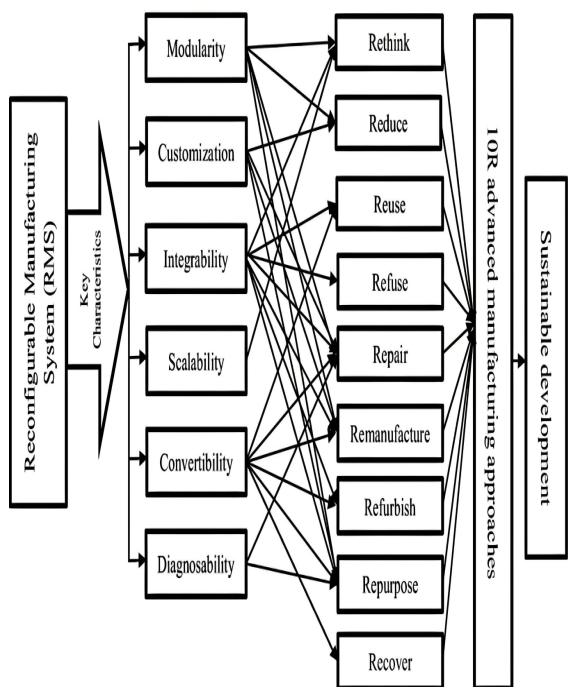 Reconfigurable Manufacturing
System (RMS)
Key
Characteristics
Modularity
Customization
Integrability
Scalability
Convertibility
Diagnosability
Rethink
Reduce
Reuse
Refuse
Repair
Remanufacture
Refurbish
Repurpose
Recover
10R advanced manufacturing approaches
Sustainable development